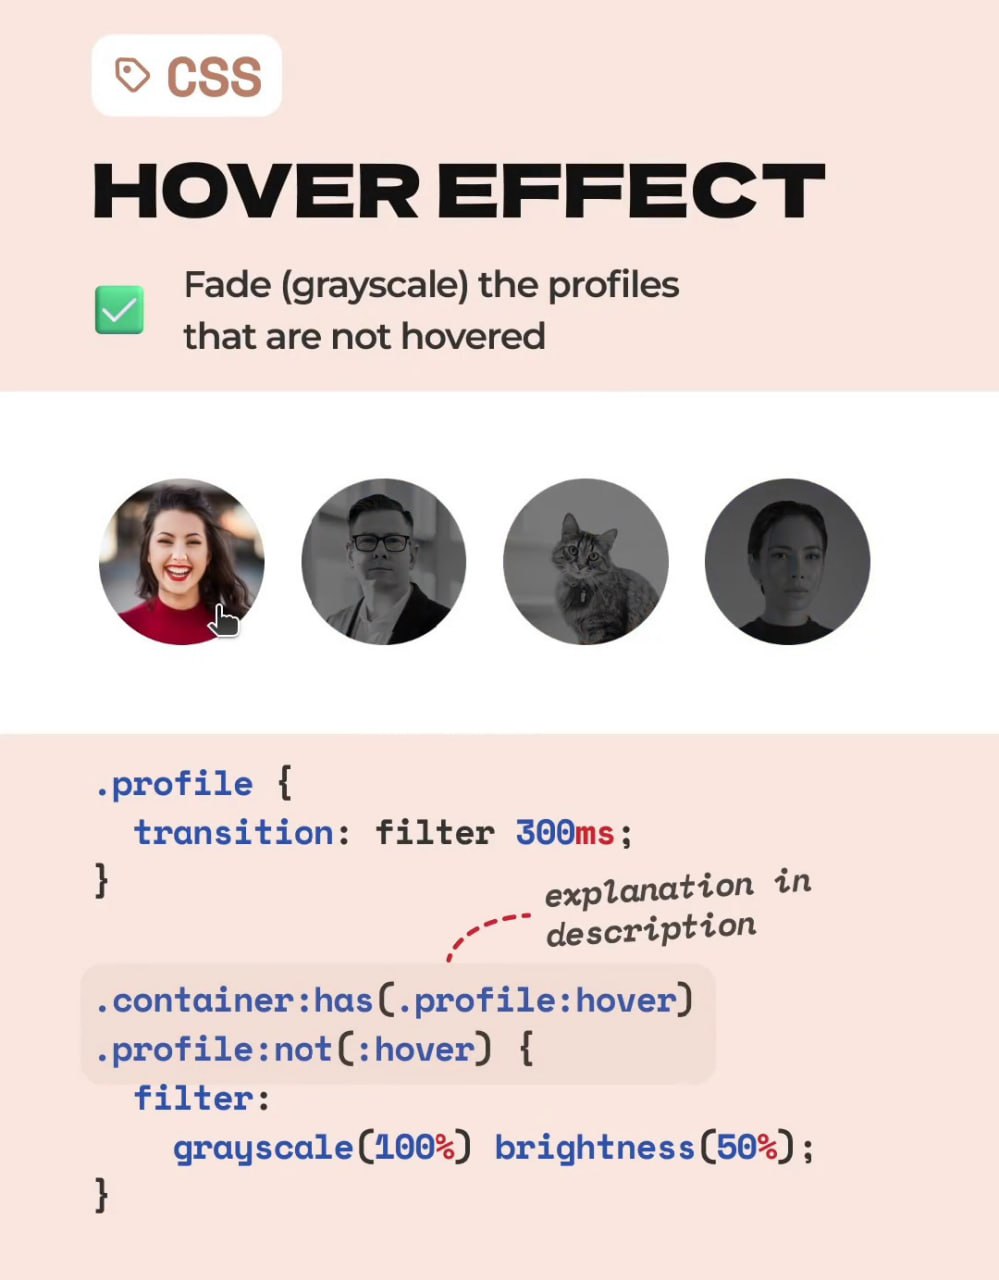 CSS
HOVER EFFECT
Fade (grayscale) the profiles
that are not hovered
.profile {
transition: filter 300ms;
}
explanation in
description
.container:has(.profile:hover)
.profile:not(:hover) {
filter:
grayscale(100%) brightness(50%);
}